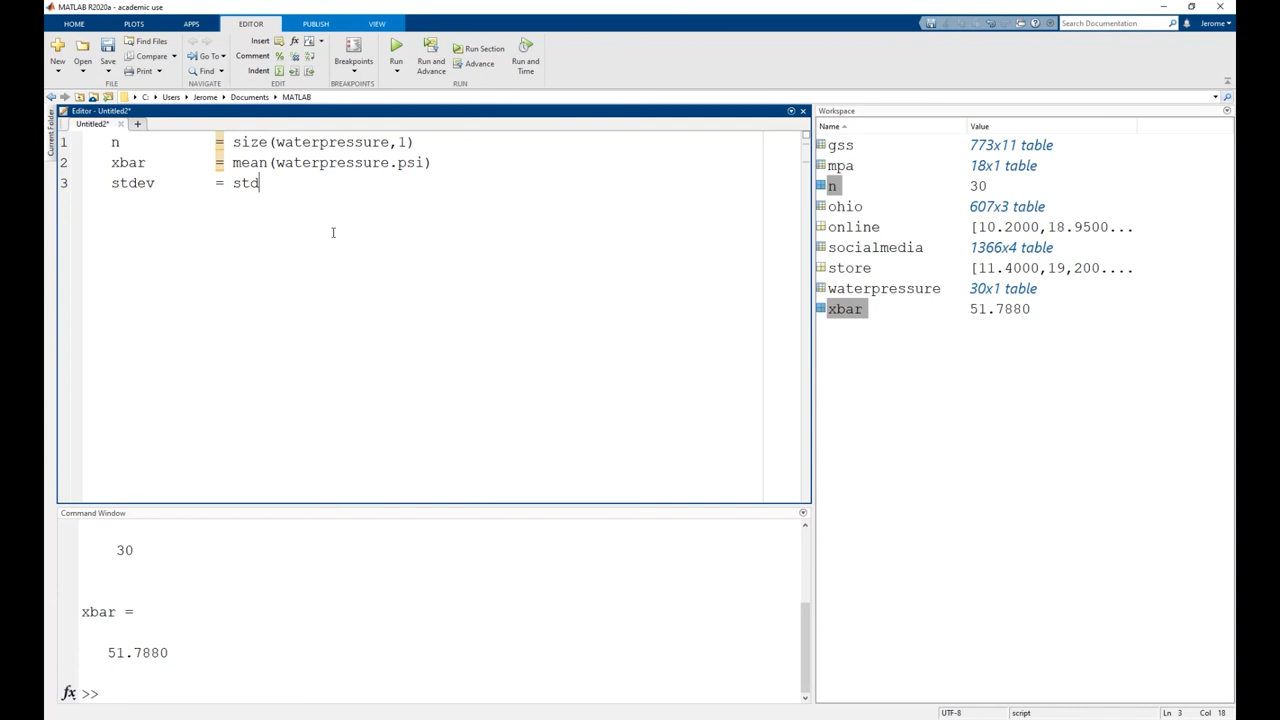 MATLAB R2020a - academic use
HOME PLOTS APPS EDITOR PUBLISH VIEW
Search Documentation
Jerome
New Open Save
Find Files
Compare
Print
Go To
Find
Insert
Comment
Indent
Breakpoints
Run
Run and Advance
Run Section
Advance
Run and Time
FILE NAVIGATE EDIT BREAKPOINTS RUN
C: Users Jerome Documents MATLAB
Current Folder
Editor - Untitled2*
Untitled2*
1 n = size(waterpressure,1)
2 xbar = mean(waterpressure.psi)
3 stdev = std
Workspace
Name Value
gss 773x11 table
mpa 18x1 table
n 30
ohio 607x3 table
online [10.2000,18.9500...
socialmedia 1366x4 table
store [11.4000,19,200....
waterpressure 30x1 table
xbar 51.7880
Command Window
30
xbar =
51.7880
fx >>
UTF-8 script Ln 3 Col 18